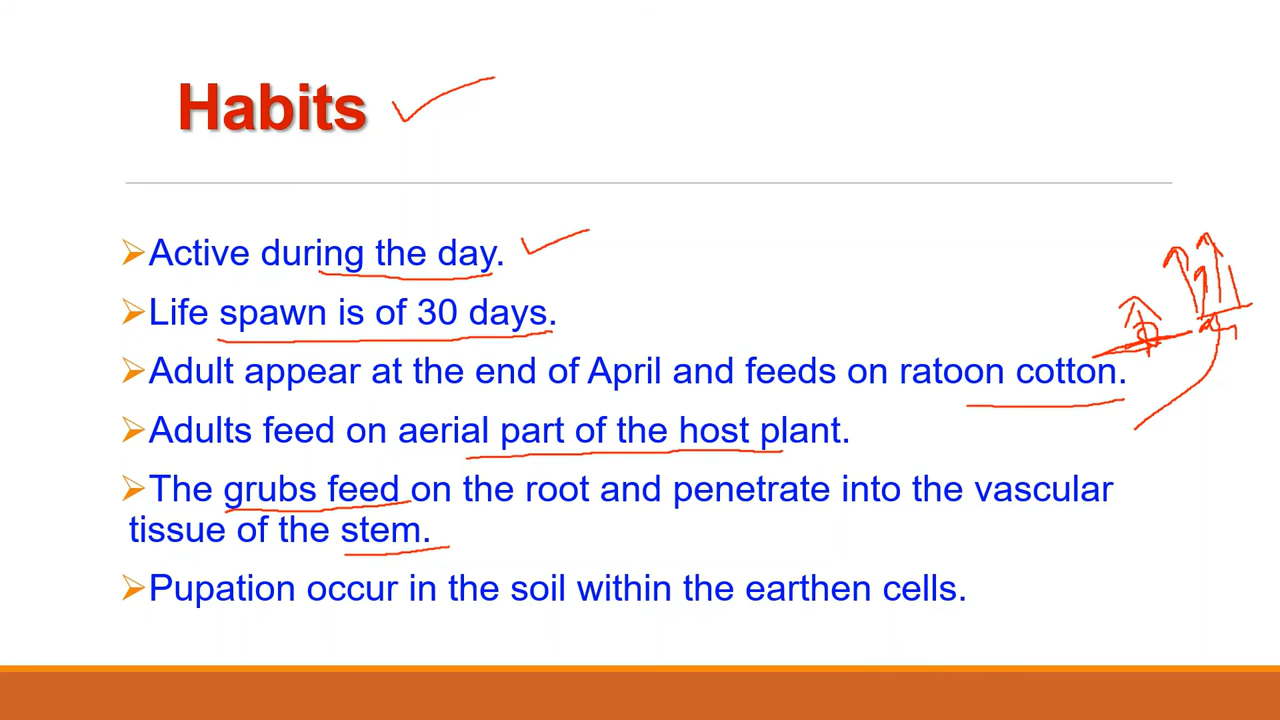 Habits
Active during the day.
Life spawn is of 30 days.
Adult appear at the end of April and feeds on ratoon cotton.
Adults feed on aerial part of the host plant.
The grubs feed on the root and penetrate into the vascular
tissue of the stem.
Pupation occur in the soil within the earthen cells.